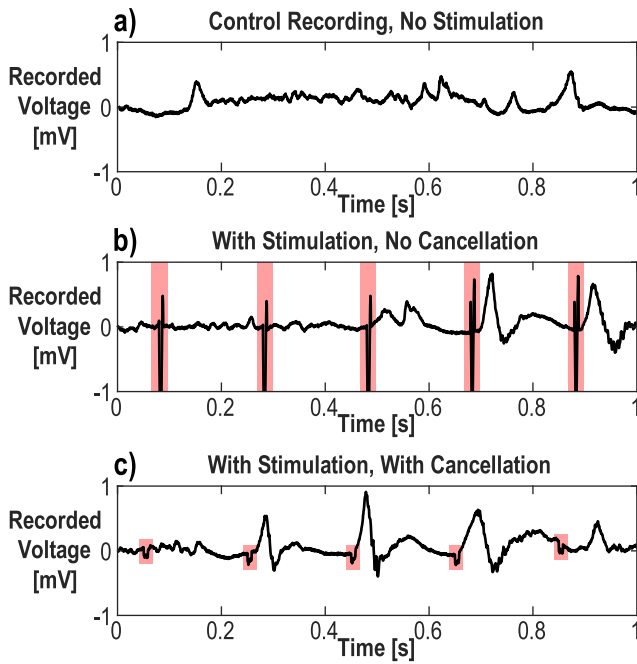 a) Control Recording, No Stimulation
1
Recorded
Voltage 0
[mV]
-1
0 0.2 0.4 0.6 0.8 1
Time [s]
b) With Stimulation, No Cancellation
1
Recorded
Voltage 0
[mV]
-1
0 0.2 0.4 0.6 0.8 1
Time [s]
c) With Stimulation, With Cancellation
1
Recorded
Voltage 0
[mV]
-1
0 0.2 0.4 0.6 0.8 1
Time [s]